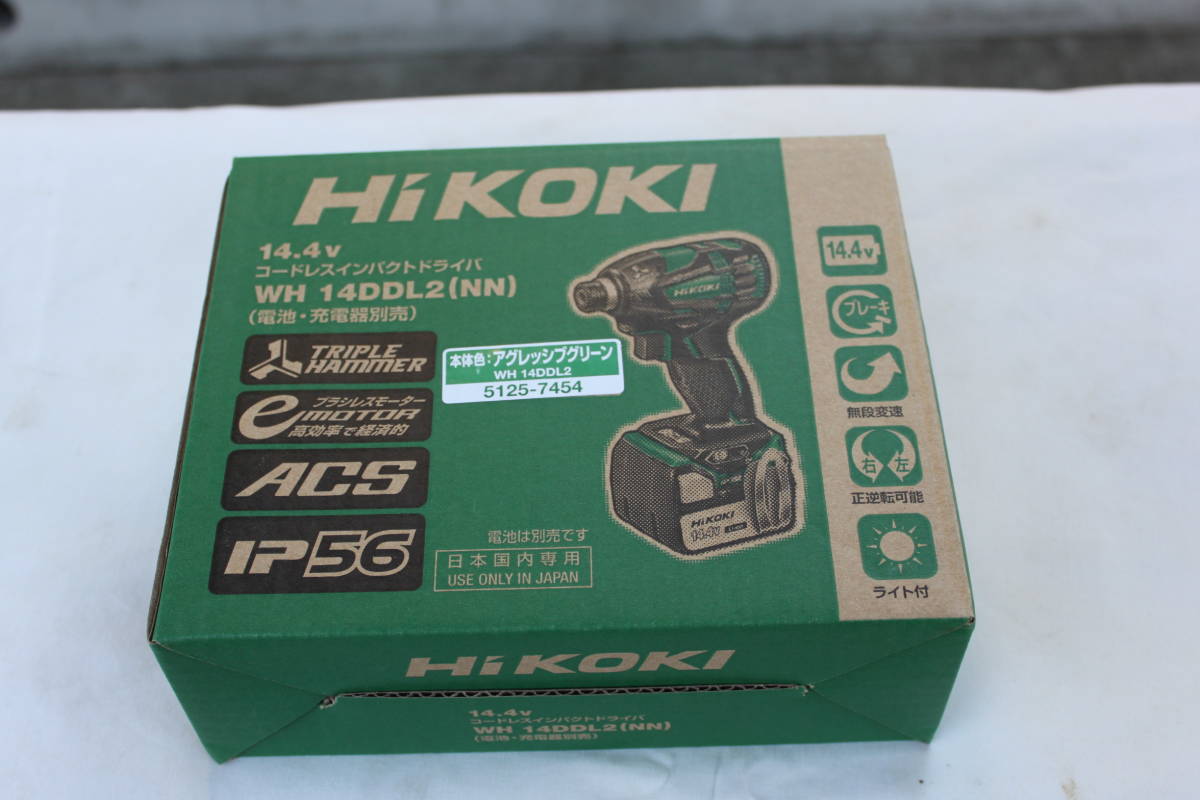 HiKOKI
14.4v
コードレスインパクトドライバ
WH 14DDL2(NN)
(電池・充電器別売)
TRIPLE
HAMMER
ブラシレスモーター
e MOTOR
高効率で経済的
ACS
IP56
本体色：アグレッシブグリーン
WH 14DDL2
5125-7454
HiKOKI
HiKOKI
14.4v
電池は別売です
日本国内専用
USE ONLY IN JAPAN
14.4v
ブレーキ
無段変速
右 左
正逆転可能
ライト付
HiKOKI
14.4v
コードレスインパクトドライバ
WH 14DDL2(NN)
(電池・充電器別売)